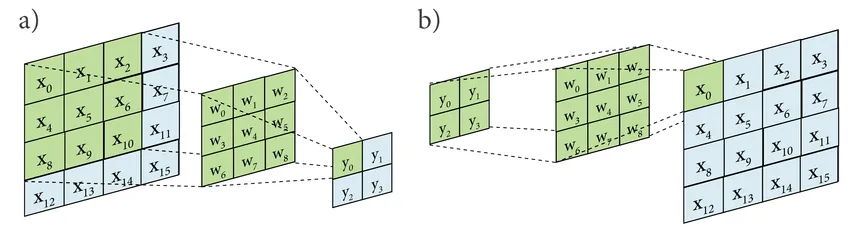 a)
x₀ x₁ x₂ x₃
x₄ x₅ x₆ x₇
x₈ x₉ x₁₀ x₁₁
x₁₂ x₁₃ x₁₄ x₁₅
w₀ w₁ w₂
w₃ w₄ w₅
w₆ w₇ w₈
y₀ y₁
y₂ y₃
b)
y₀ y₁
y₂ y₃
w₀ w₁ w₂
w₃ w₄ w₅
w₆ w₇ w₈
x₀ x₁ x₂ x₃
x₄ x₅ x₆ x₇
x₈ x₉ x₁₀ x₁₁
x₁₂ x₁₃ x₁₄ x₁₅